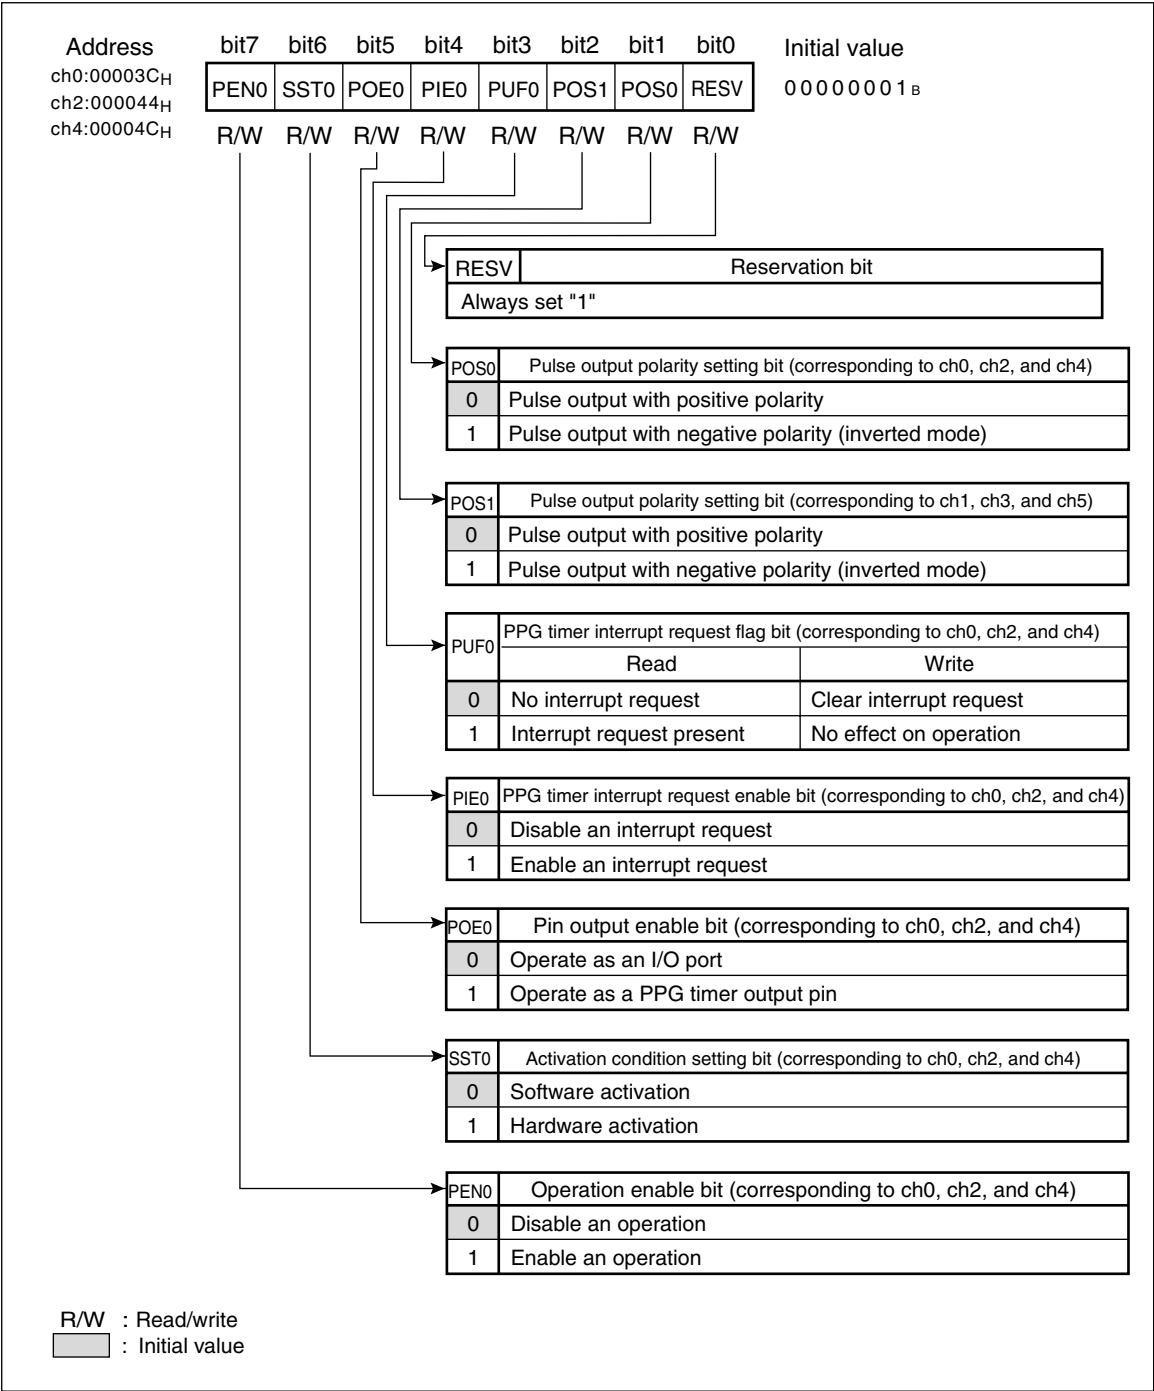 Address bit7 bit6 bit5 bit4 bit3 bit2 bit1 bit0 Initial value
ch0:00003CH
ch2:000044H
ch4:00004CH
PEN0 SST0 POE0 PIE0 PUF0 POS1 POS0 RESV 00000001B
R/W R/W R/W R/W R/W R/W R/W R/W
RESV Reservation bit
Always set "1"
POS0 Pulse output polarity setting bit (corresponding to ch0, ch2, and ch4)
0 Pulse output with positive polarity
1 Pulse output with negative polarity (inverted mode)
POS1 Pulse output polarity setting bit (corresponding to ch1, ch3, and ch5)
0 Pulse output with positive polarity
1 Pulse output with negative polarity (inverted mode)
PUF0 PPG timer interrupt request flag bit (corresponding to ch0, ch2, and ch4)
Read Write
0 No interrupt request Clear interrupt request
1 Interrupt request present No effect on operation
PIE0 PPG timer interrupt request enable bit (corresponding to ch0, ch2, and ch4)
0 Disable an interrupt request
1 Enable an interrupt request
POE0 Pin output enable bit (corresponding to ch0, ch2, and ch4)
0 Operate as an I/O port
1 Operate as a PPG timer output pin
SST0 Activation condition setting bit (corresponding to ch0, ch2, and ch4)
0 Software activation
1 Hardware activation
PEN0 Operation enable bit (corresponding to ch0, ch2, and ch4)
0 Disable an operation
1 Enable an operation
R/W : Read/write
: Initial value